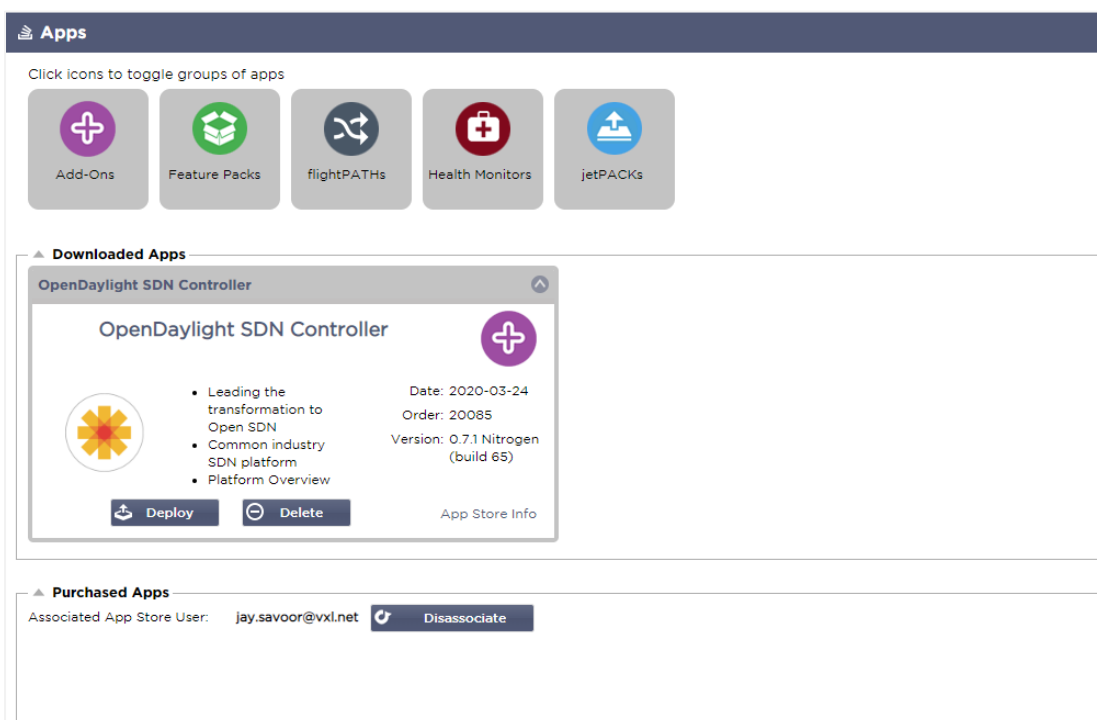 Apps
Click icons to toggle groups of apps
Add-Ons
Feature Packs
flightPATHs
Health Monitors
jetPACKs
Downloaded Apps
OpenDaylight SDN Controller
OpenDaylight SDN Controller
Leading the
transformation to
Open SDN
Common industry
SDN platform
Platform Overview
Date: 2020-03-24
Order: 20085
Version: 0.7.1 Nitrogen
(build 65)
Deploy
Delete
App Store Info
Purchased Apps
Associated App Store User: jay.savoor@vxl.net Disassociate